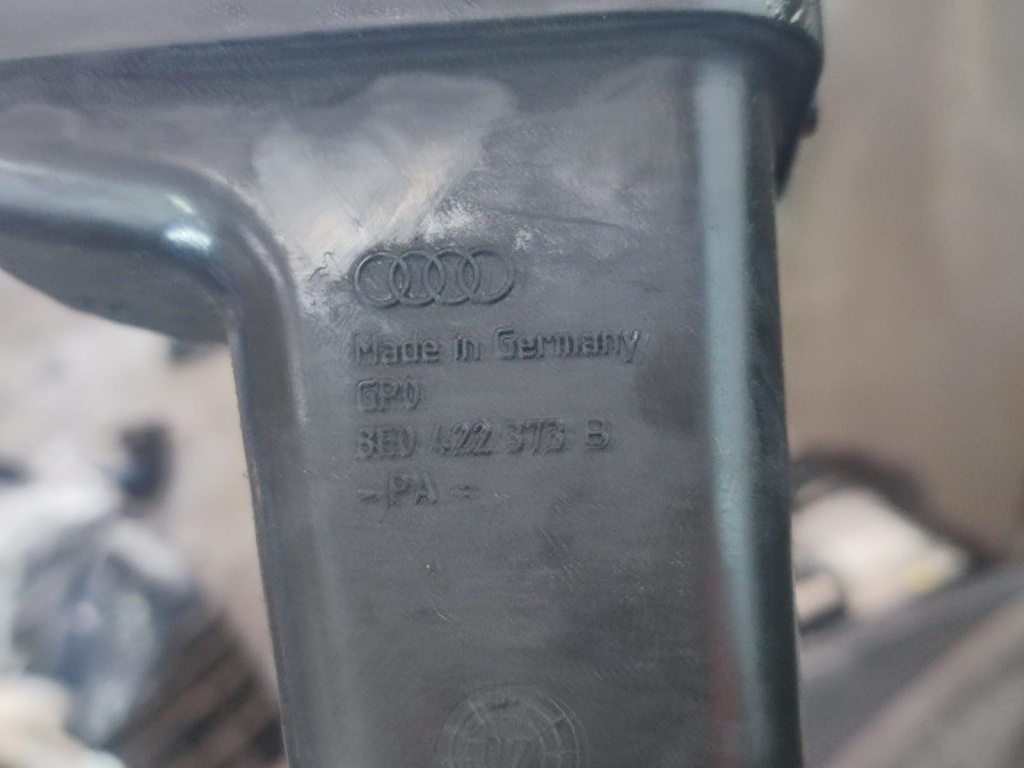 Made in Germany
GP0
8E0 422 373 B
- PA -